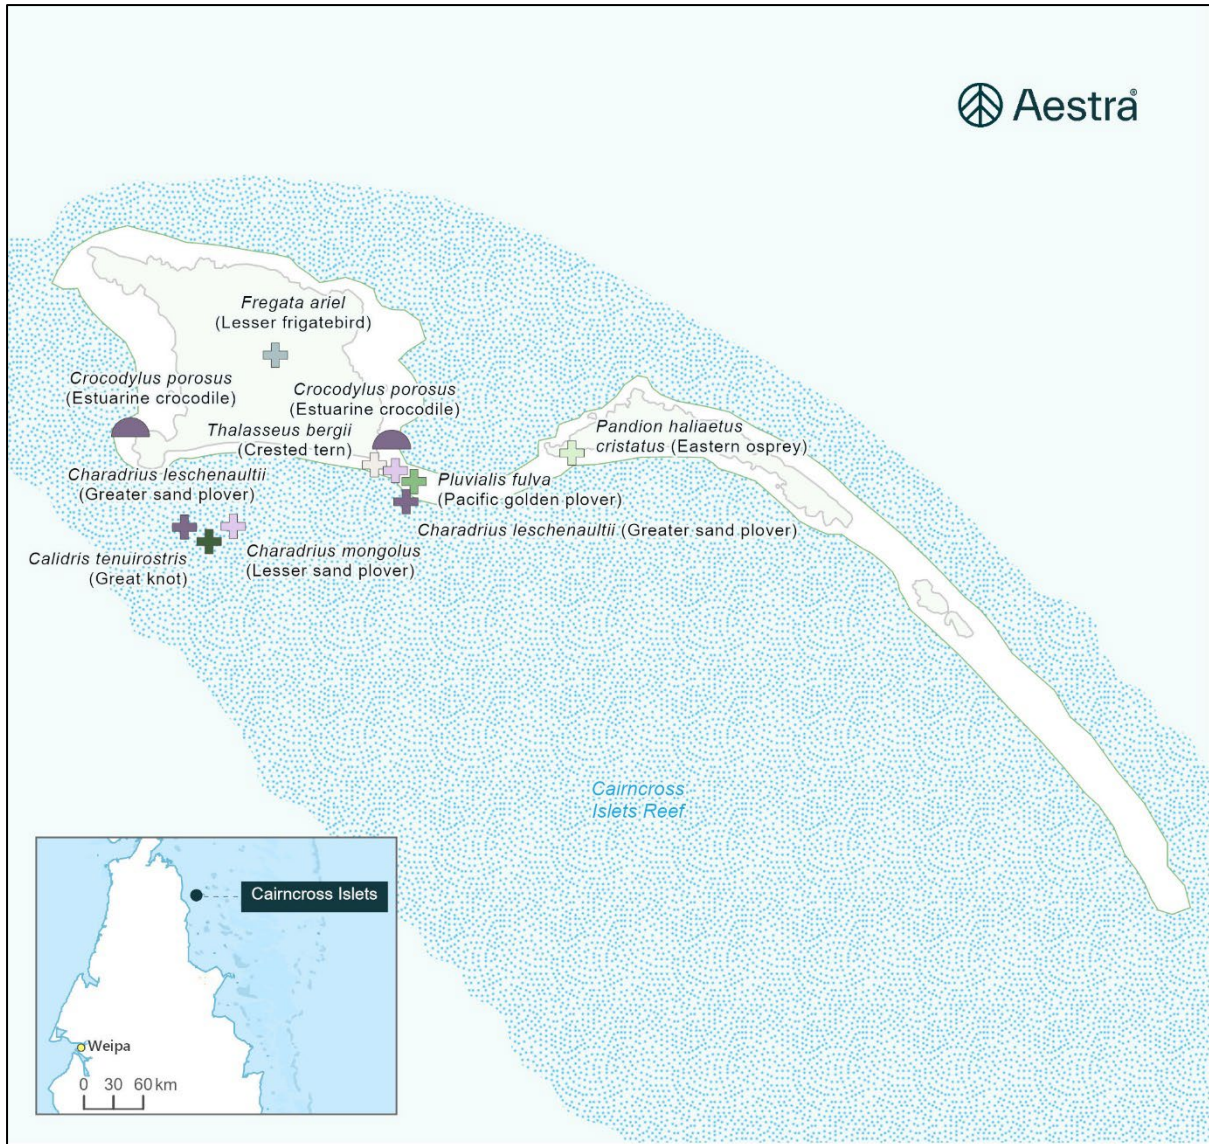 Aestra®
Fregata ariel
(Lesser frigatebird)
Crocodylus porosus
(Estuarine crocodile)
Crocodylus porosus
(Estuarine crocodile)
Thalasseus bergii
(Crested tern)
Pandion haliaetus
cristatus (Eastern osprey)
Charadrius leschenaultii
(Greater sand plover)
Pluvialis fulva
(Pacific golden plover)
Charadrius leschenaultii (Greater sand plover)
Calidris tenuirostris
(Great knot)
Charadrius mongolus
(Lesser sand plover)
Cairncross
Islets Reef
Cairncross Islets
Weipa
0 30 60 km